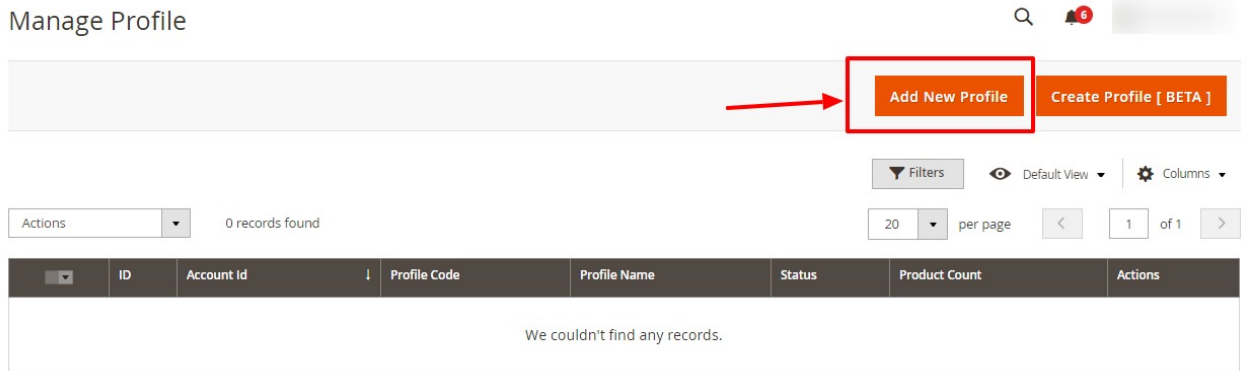 Manage Profile
6
Add New Profile
Create Profile [ BETA ]
Filters
Default View
Columns
Actions
0 records found
20
per page
1
of 1
ID
Account Id
Profile Code
Profile Name
Status
Product Count
Actions
We couldn't find any records.